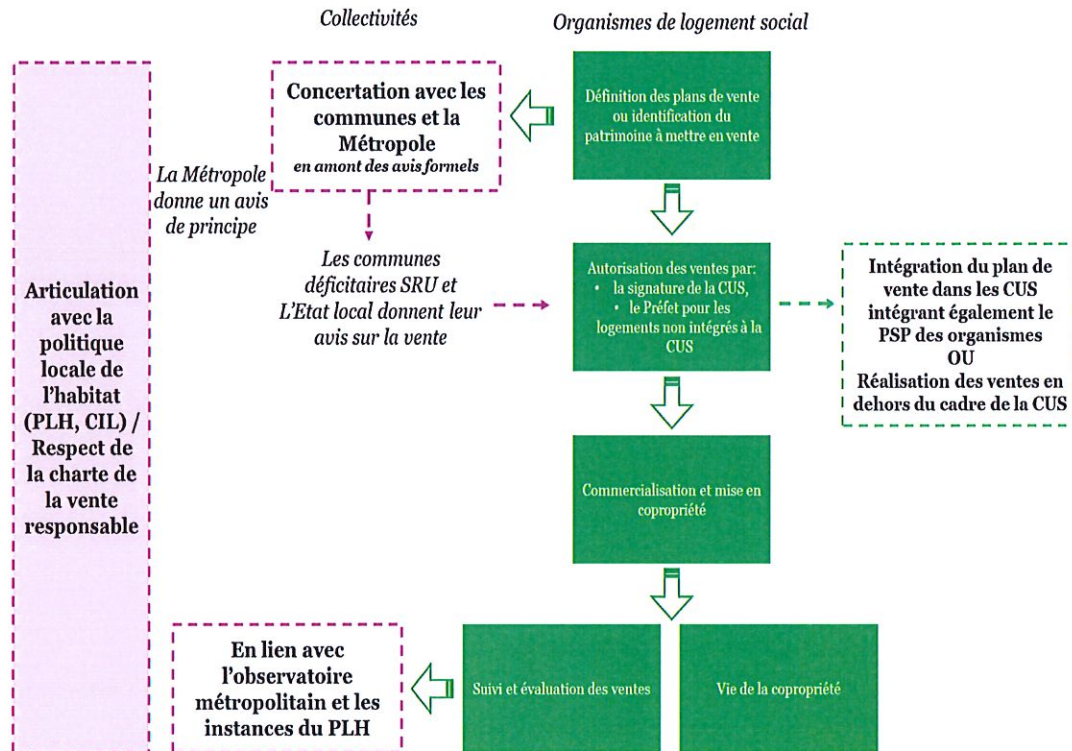 Collectivités
Organismes de logement social
Concertation avec les
communes et la
Métropole
en amont des avis formels
Définition des plans de vente
ou identification du
patrimoine à mettre en vente
La Métropole
donne un avis
de principe
Les communes
déficitaires SRU et
L'Etat local donnent leur
avis sur la vente
Autorisation des ventes par:
• la signature de la CUS,
• le Préfet pour les
logements non intégrés à la
CUS
Intégration du plan de
vente dans les CUS
intégrant également le
PSP des organismes
OU
Réalisation des ventes en
dehors du cadre de la CUS
Articulation
avec la
politique
locale de
l'habitat
(PLH, CIL) /
Respect de
la charte de
la vente
responsable
Commercialisation et mise en
copropriété
En lien avec
l'observatoire
métropolitain et les
instances du PLH
Suivi et évaluation des ventes
Vie de la copropriété